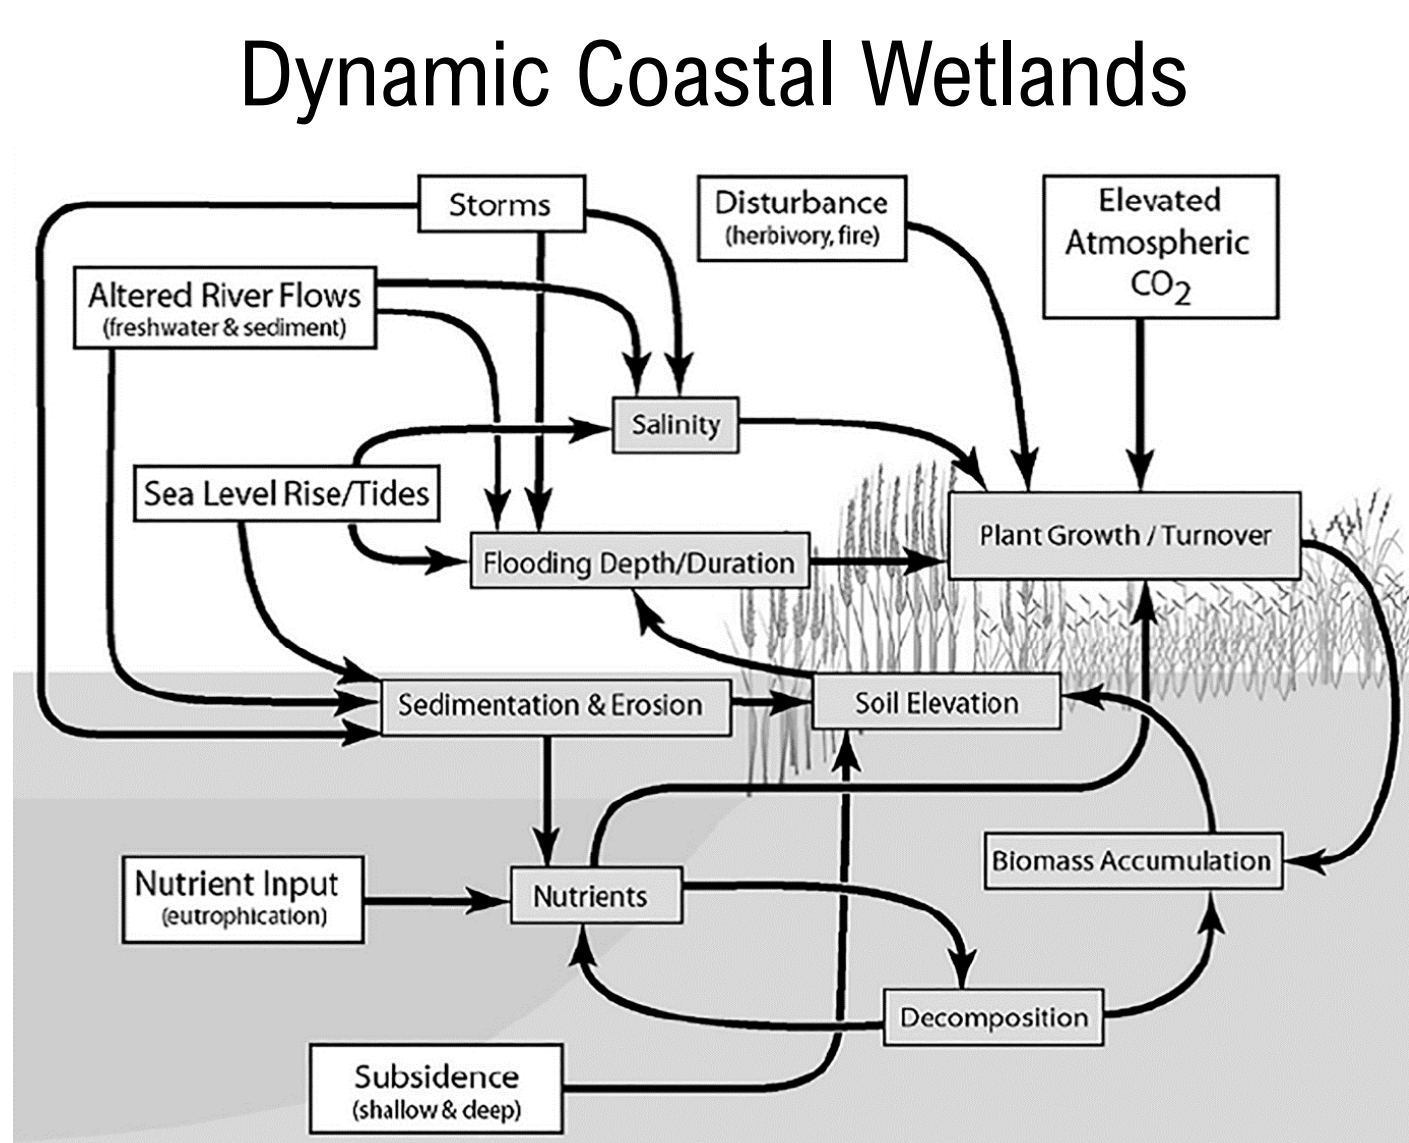 Dynamic Coastal Wetlands
Storms
Disturbance
(herbivory, fire)
Elevated
Atmospheric
CO2
Altered River Flows
(freshwater & sediment)
Salinity
Sea Level Rise/Tides
Plant Growth / Turnover
Flooding Depth/Duration
Sedimentation & Erosion
Soil Elevation
Biomass Accumulation
Nutrient Input
(eutrophication)
Nutrients
Decomposition
Subsidence
(shallow & deep)